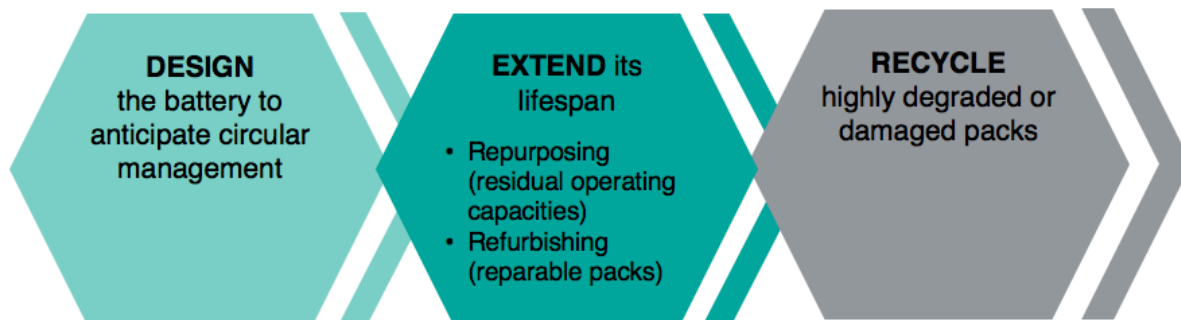 DESIGN
the battery to
anticipate circular
management
EXTEND its
lifespan
• Repurposing
(residual operating
capacities)
• Refurbishing
(reparable packs)
RECYCLE
highly degraded or
damaged packs